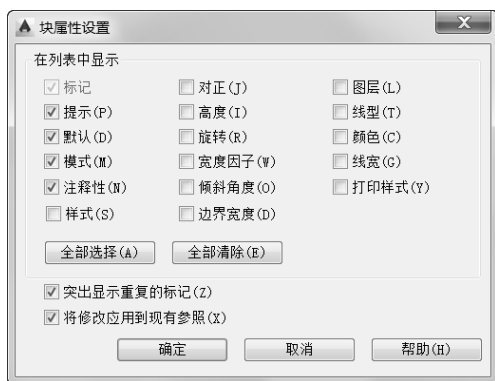 块属性设置
在列表中显示
标记 对正(J) 图层(L)
提示(P) 高度(I) 线型(T)
默认(D) 旋转(R) 颜色(C)
模式(M) 宽度因子(W) 线宽(G)
注释性(N) 倾斜角度(O) 打印样式(Y)
样式(S) 边界宽度(D)
全部选择(A) 全部清除(E)
突出显示重复的标记(Z)
将修改应用到现有参照(X)
确定 取消 帮助(H)